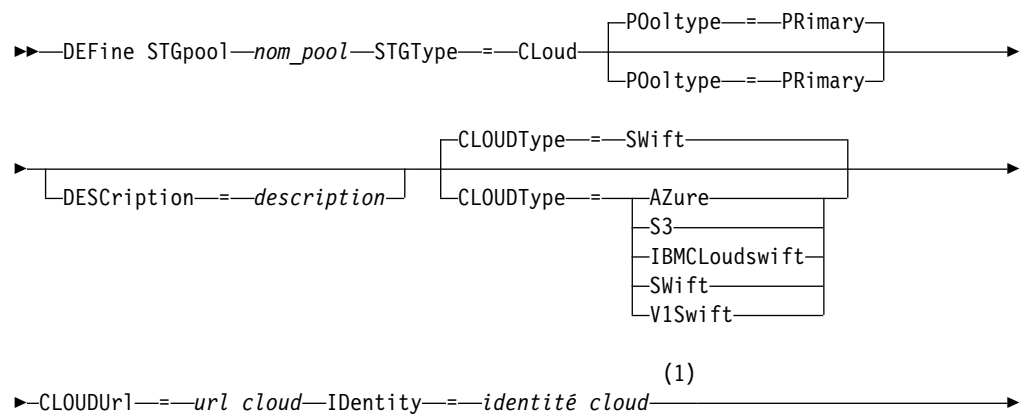 POoltype = PRimary
DEFine STGpool nom_pool STGType = CLoud
POoltype = PRimary
CLOUDType = SWift
DESCription = description
CLOUDType = AZure
S3
IBMCLoudswift
SWift
V1Swift
(1)
CLOUDUrl = url cloud IDentity = identité cloud